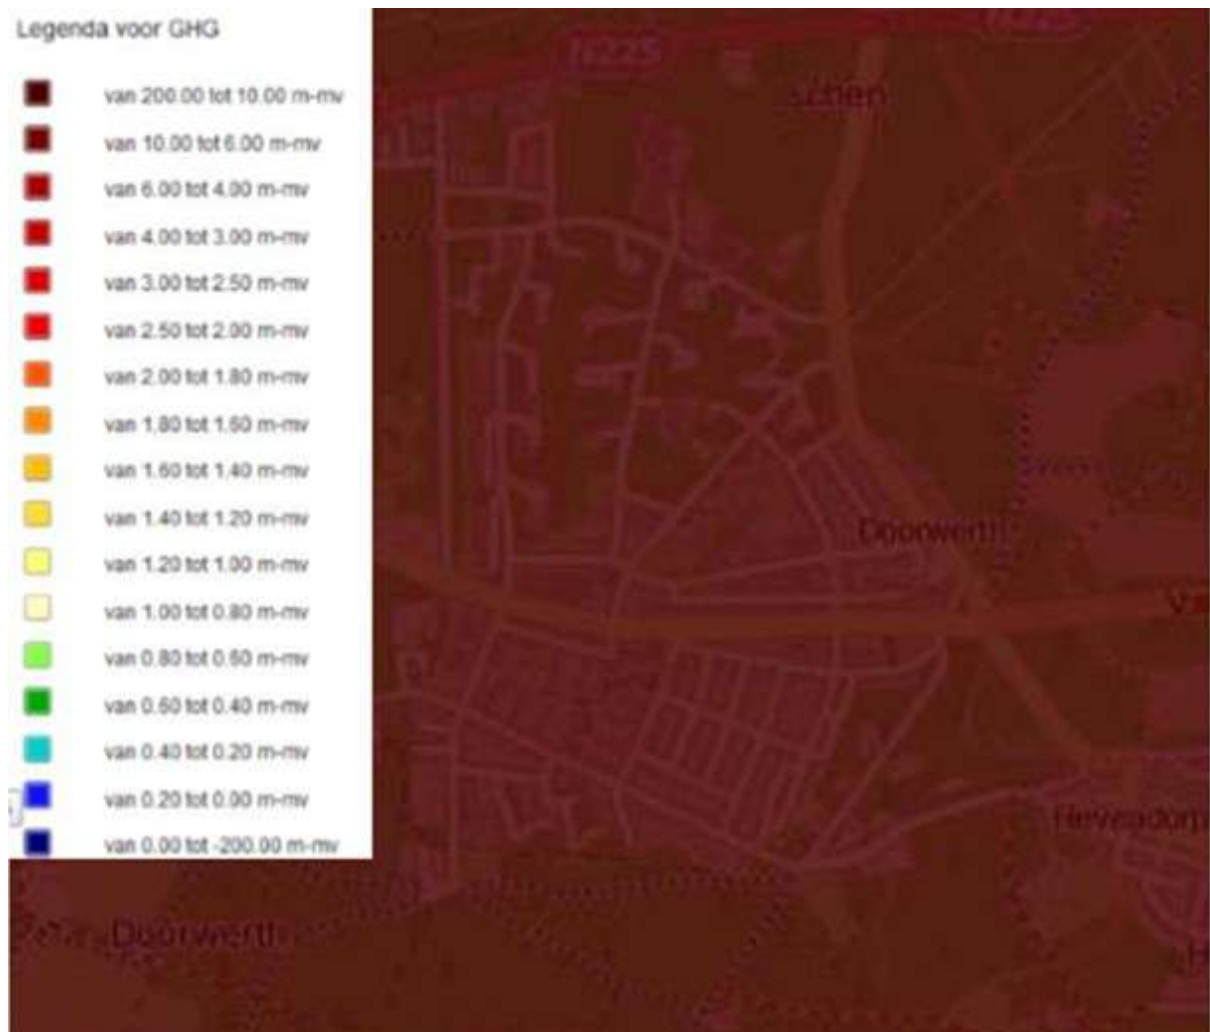 Legenda voor GHG
van 200.00 tot 10.00 m-mv
van 10.00 tot 6.00 m-mv
van 6.00 tot 4.00 m-mv
van 4.00 tot 3.00 m-mv
van 3.00 tot 2.50 m-mv
van 2.50 tot 2.00 m-mv
van 2.00 tot 1.80 m-mv
van 1.80 tot 1.60 m-mv
van 1.60 tot 1.40 m-mv
van 1.40 tot 1.20 m-mv
van 1.20 tot 1.00 m-mv
van 1.00 tot 0.80 m-mv
van 0.80 tot 0.60 m-mv
van 0.60 tot 0.40 m-mv
van 0.40 tot 0.20 m-mv
van 0.20 tot 0.00 m-mv
van 0.00 tot -200.00 m-mv
N225
N225
schen
Doorwerth
Doorwerth